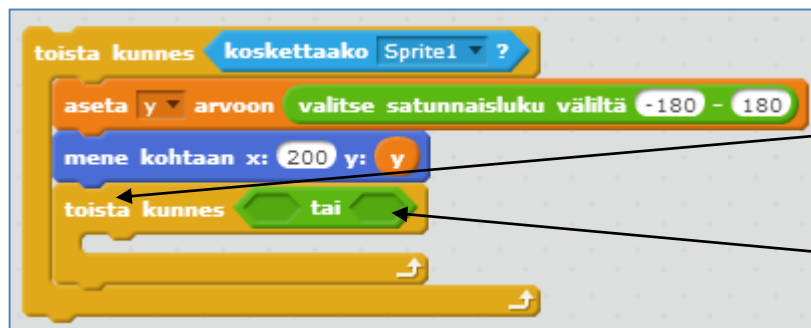 toista kunnes koskettaako Sprite1 ?
aseta y arvoon valitse satunnaisluku väliltä -180 - 180
mene kohtaan x: 200 y: y
toista kunnes tai